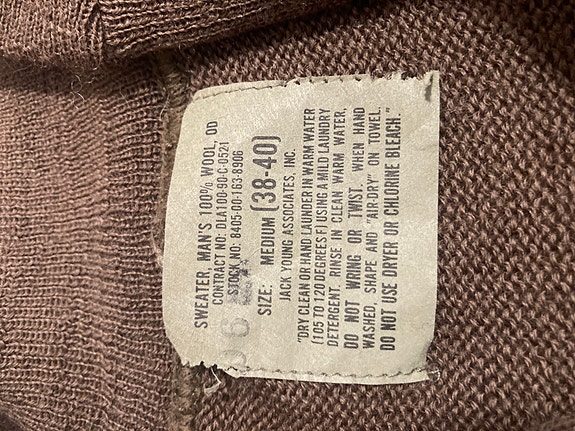 SWEATER, MAN'S 100% WOOL, OD
CONTRACT NO: DLA100-90-C-0521
STOCK NO: 8405-00-163-8906
SIZE: MEDIUM (38-40)
JACK YOUNG ASSOCIATES, INC.
"DRY CLEAN OR HAND LAUNDER IN WARM WATER
(105 TO 120 DEGREES F) USING A MILD LAUNDRY
DETERGENT. RINSE IN CLEAN WARM WATER.
DO NOT WRING OR TWIST. WHEN HAND
WASHED, SHAPE AND "AIR-DRY" ON TOWEL.
DO NOT USE DRYER OR CHLORINE BLEACH."